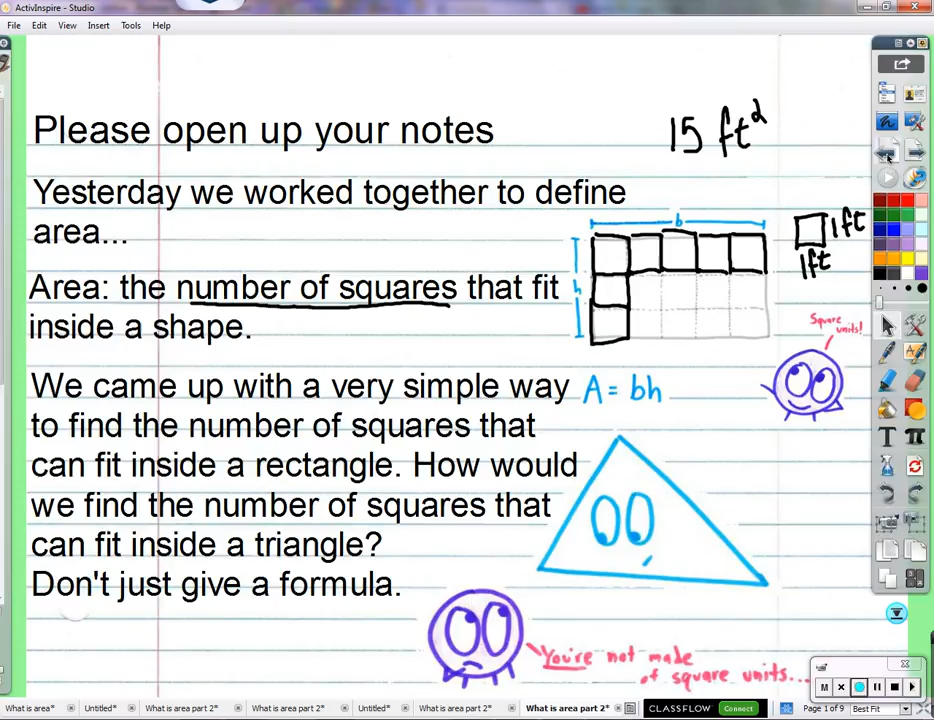 ActivInspire - Studio
File Edit View Insert Tools Help
Please open up your notes
15 ft²
Yesterday we worked together to define
area...
b
1ft
1ft
h
Area: the number of squares that fit
inside a shape.
Square
units!
We came up with a very simple way
A = bh
to find the number of squares that
can fit inside a rectangle. How would
we find the number of squares that
can fit inside a triangle?
Don't just give a formula.
You're not made
of square units...
What is area* Untitled* What is area part 2* What is area part 2* Untitled* What is area part 2* What is area part 2* CLASSFLOW Connect Page 1 of 9 Best Fit